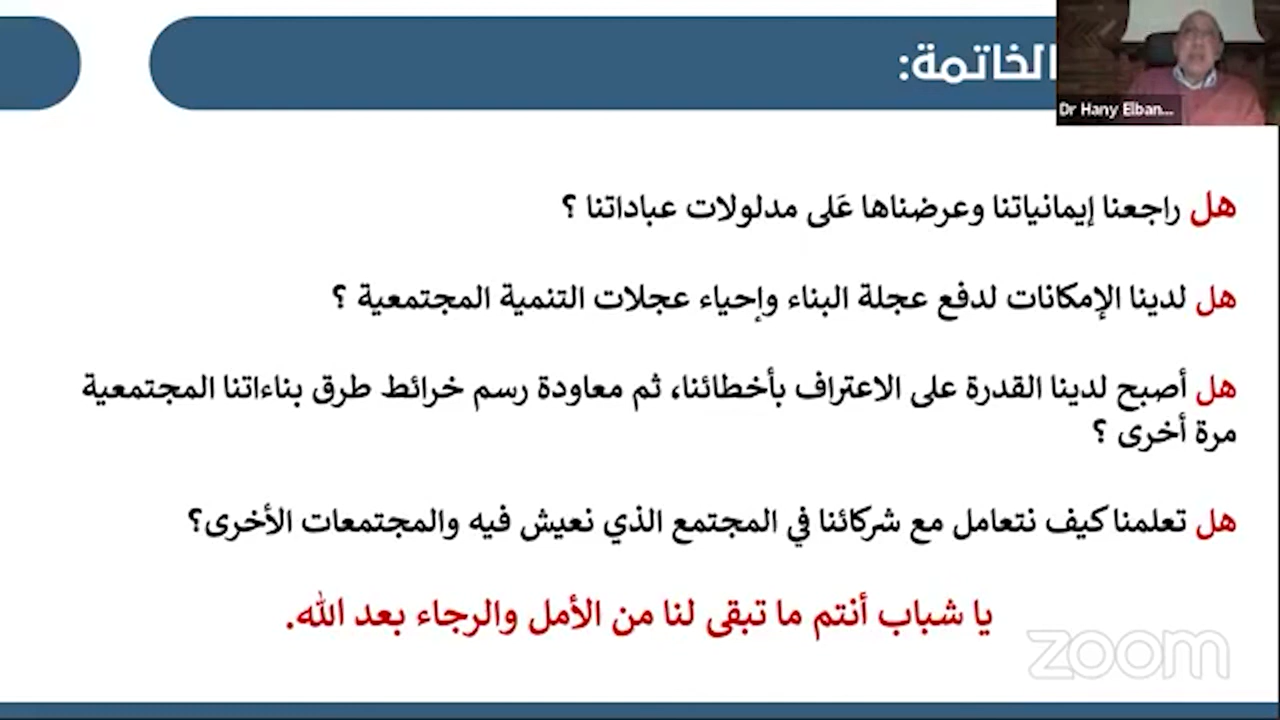 الخاتمة:
Dr Hany Elban...
هل راجعنا إيمانياتنا وعرضناها عَلى مدلولات عباداتنا ؟
هل لدينا الإمكانات لدفع عجلة البناء وإحياء عجلات التنمية المجتمعية ؟
هل أصبح لدينا القدرة على الاعتراف بأخطائنا، ثم معاودة رسم خرائط طرق بناءاتنا المجتمعية
مرة أخرى ؟
هل تعلمنا كيف نتعامل مع شركائنا في المجتمع الذي نعيش فيه والمجتمعات الأخرى؟
يا شباب أنتم ما تبقى لنا من الأمل والرجاء بعد الله.
zoom